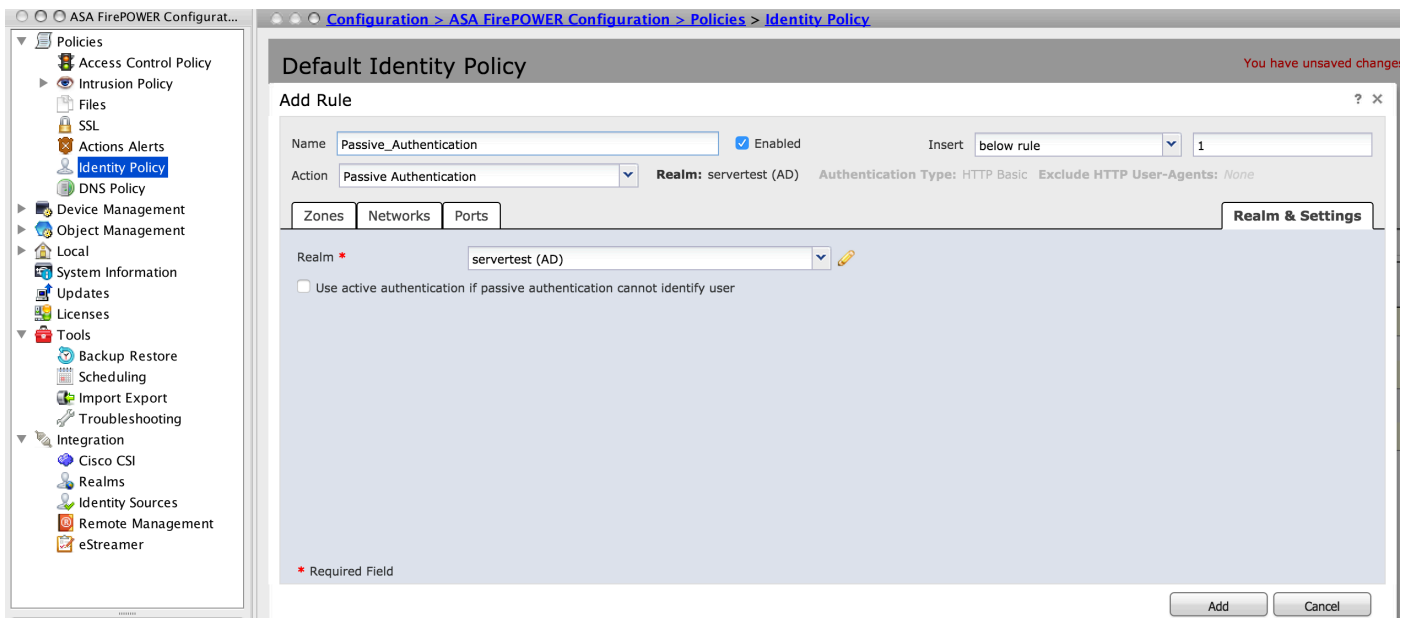 ASA FirePOWER Configurat...
Policies
Access Control Policy
Intrusion Policy
Files
SSL
Actions Alerts
Identity Policy
DNS Policy
Device Management
Object Management
Local
System Information
Updates
Licenses
Tools
Backup Restore
Scheduling
Import Export
Troubleshooting
Integration
Cisco CSI
Realms
Identity Sources
Remote Management
eStreamer
Configuration > ASA FirePOWER Configuration > Policies > Identity Policy
Default Identity Policy
You have unsaved change
Add Rule
? ×
Name Passive_Authentication Enabled Insert below rule 1
Action Passive Authentication Realm: servertest (AD) Authentication Type: HTTP Basic Exclude HTTP User-Agents: None
Zones Networks Ports Realm & Settings
Realm * servertest (AD)
Use active authentication if passive authentication cannot identify user
* Required Field
Add Cancel